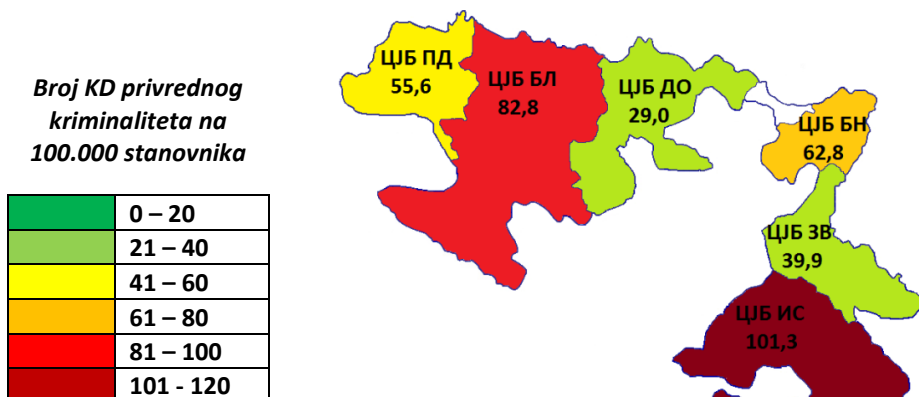 Broj KD privrednog
kriminaliteta na
100.000 stanovnika
0 – 20
21 – 40
41 – 60
61 – 80
81 – 100
101 - 120
ЦЈБ ПД
55,6
ЦЈБ БЛ
82,8
ЦЈБ ДО
29,0
ЦЈБ БН
62,8
ЦЈБ ЗВ
39,9
ЦЈБ ИС
101,3